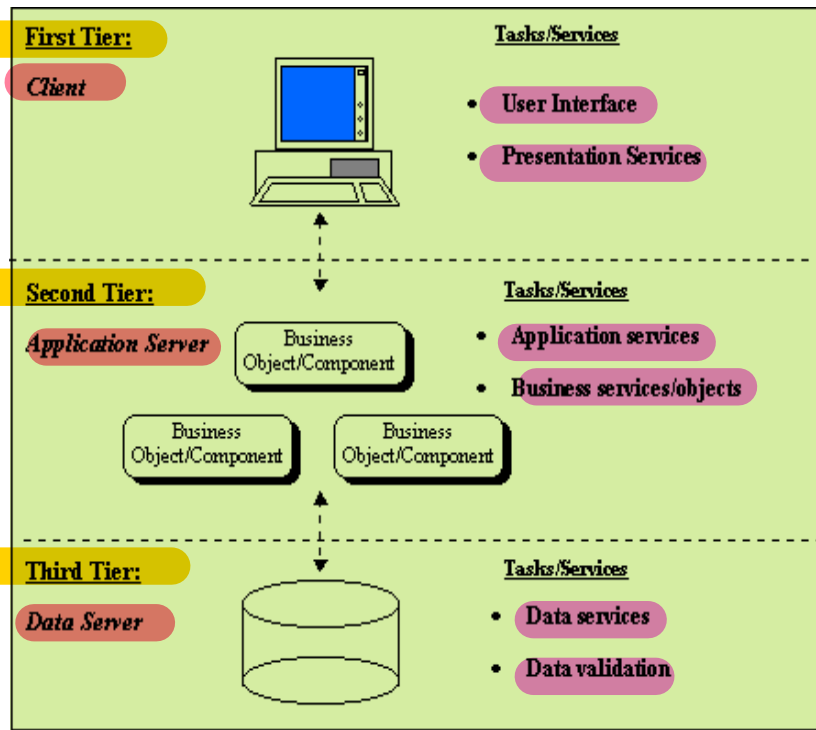 First Tier:
Client
Tasks/Services
• User Interface
• Presentation Services
Second Tier:
Application Server
Business
Object/Component
Business
Object/Component
Business
Object/Component
Tasks/Services
• Application services
• Business services/objects
Third Tier:
Data Server
Tasks/Services
• Data services
• Data validation